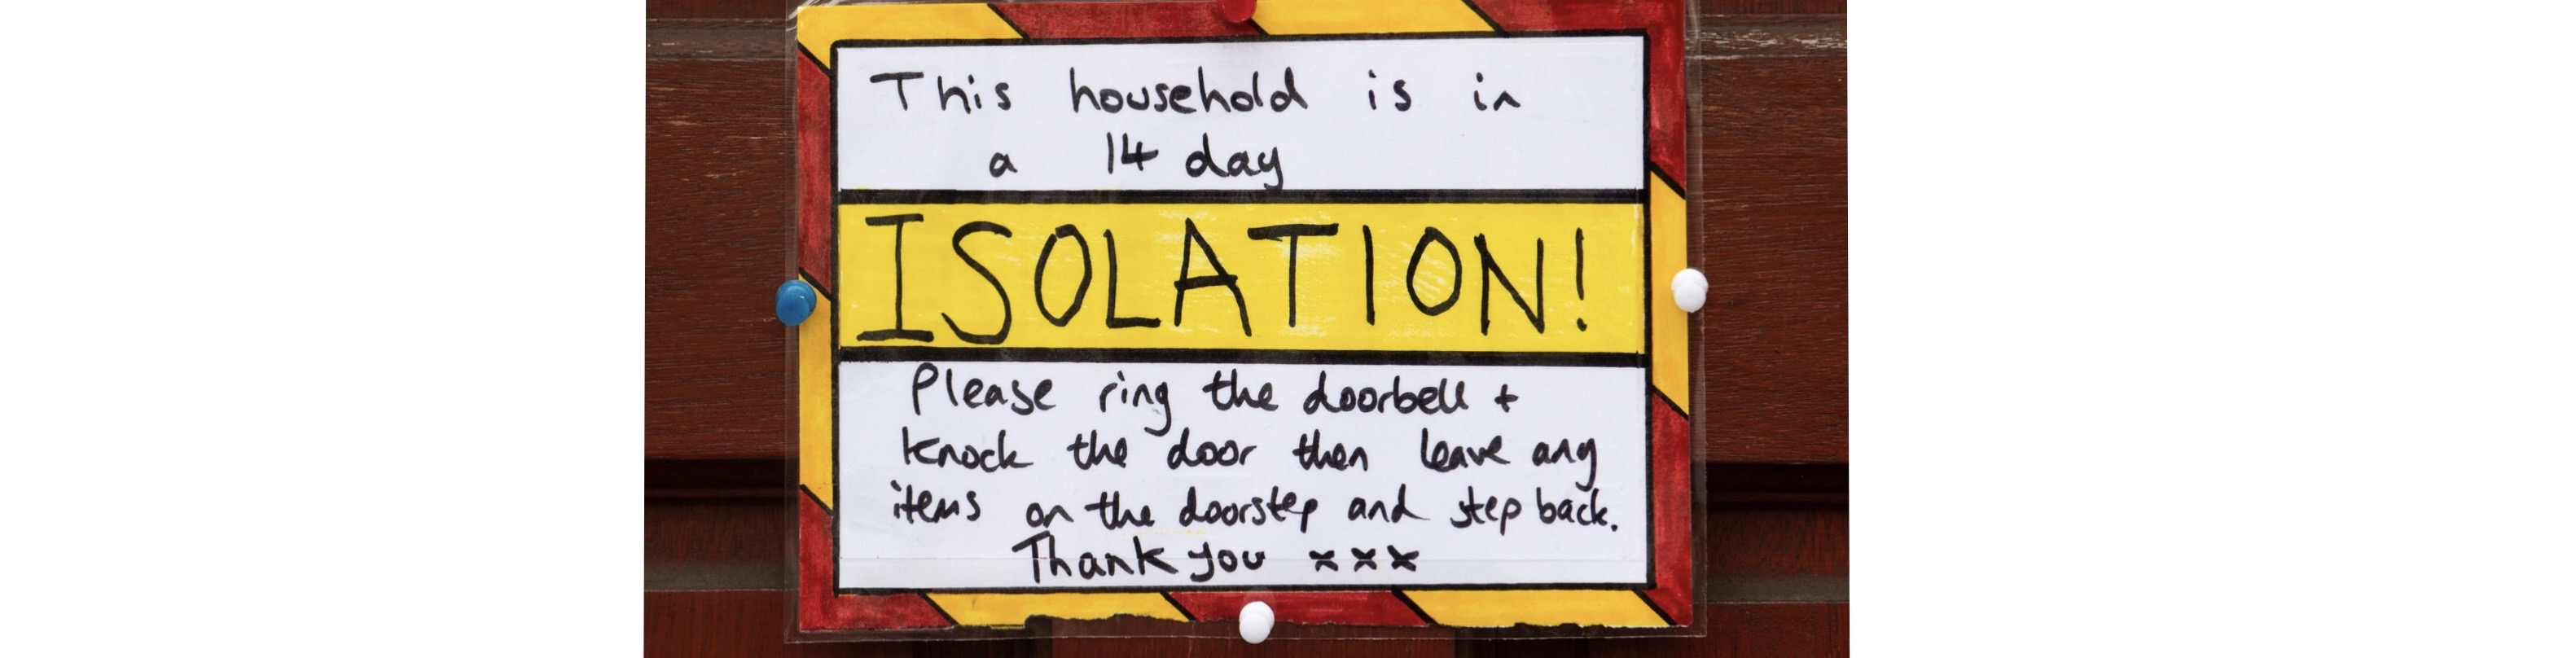 This household is in
a 14 day
ISOLATION!
Please ring the doorbell +
knock the door then leave any
items on the doorstep and step back.
Thank you xxx